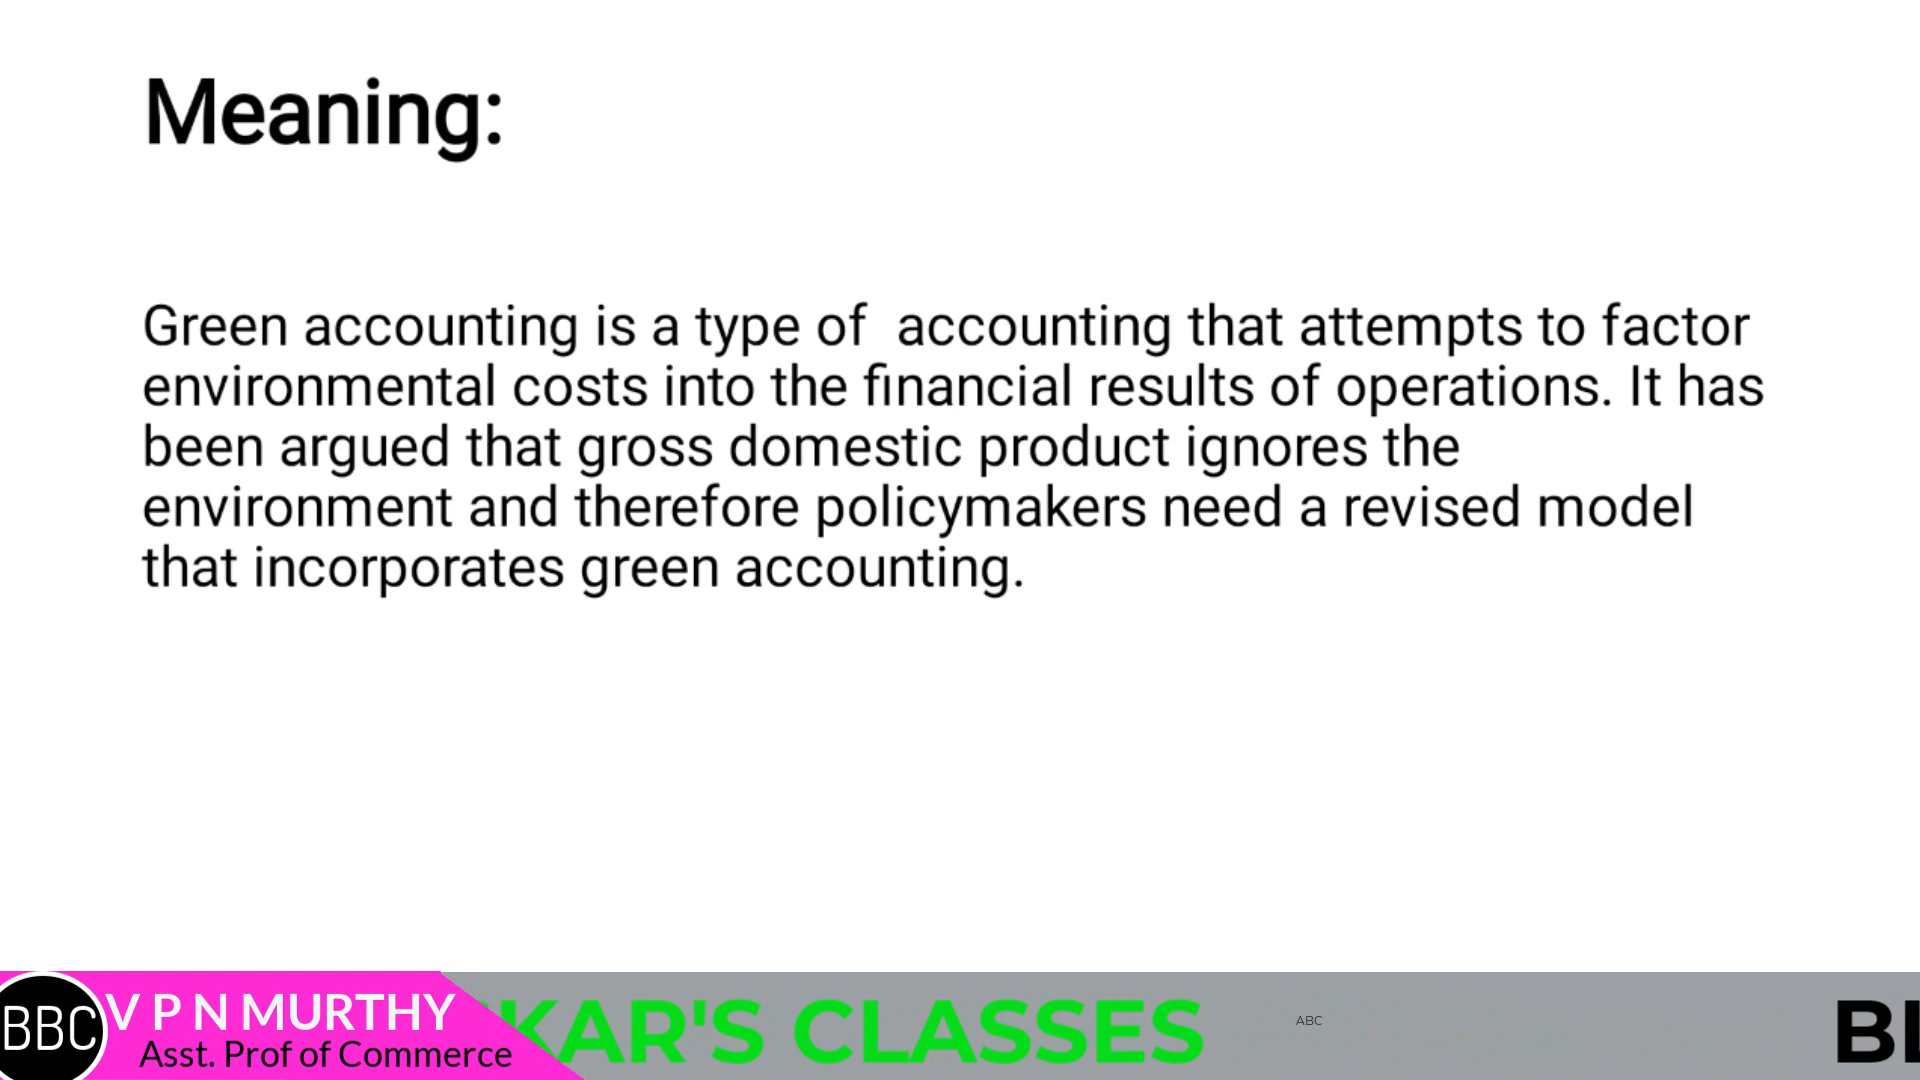 Meaning:
Green accounting is a type of  accounting that attempts to factor
environmental costs into the financial results of operations. It has
been argued that gross domestic product ignores the
environment and therefore policymakers need a revised model
that incorporates green accounting.
BBC
V P N MURTHY
Asst. Prof of Commerce
KAR'S CLASSES
ABC